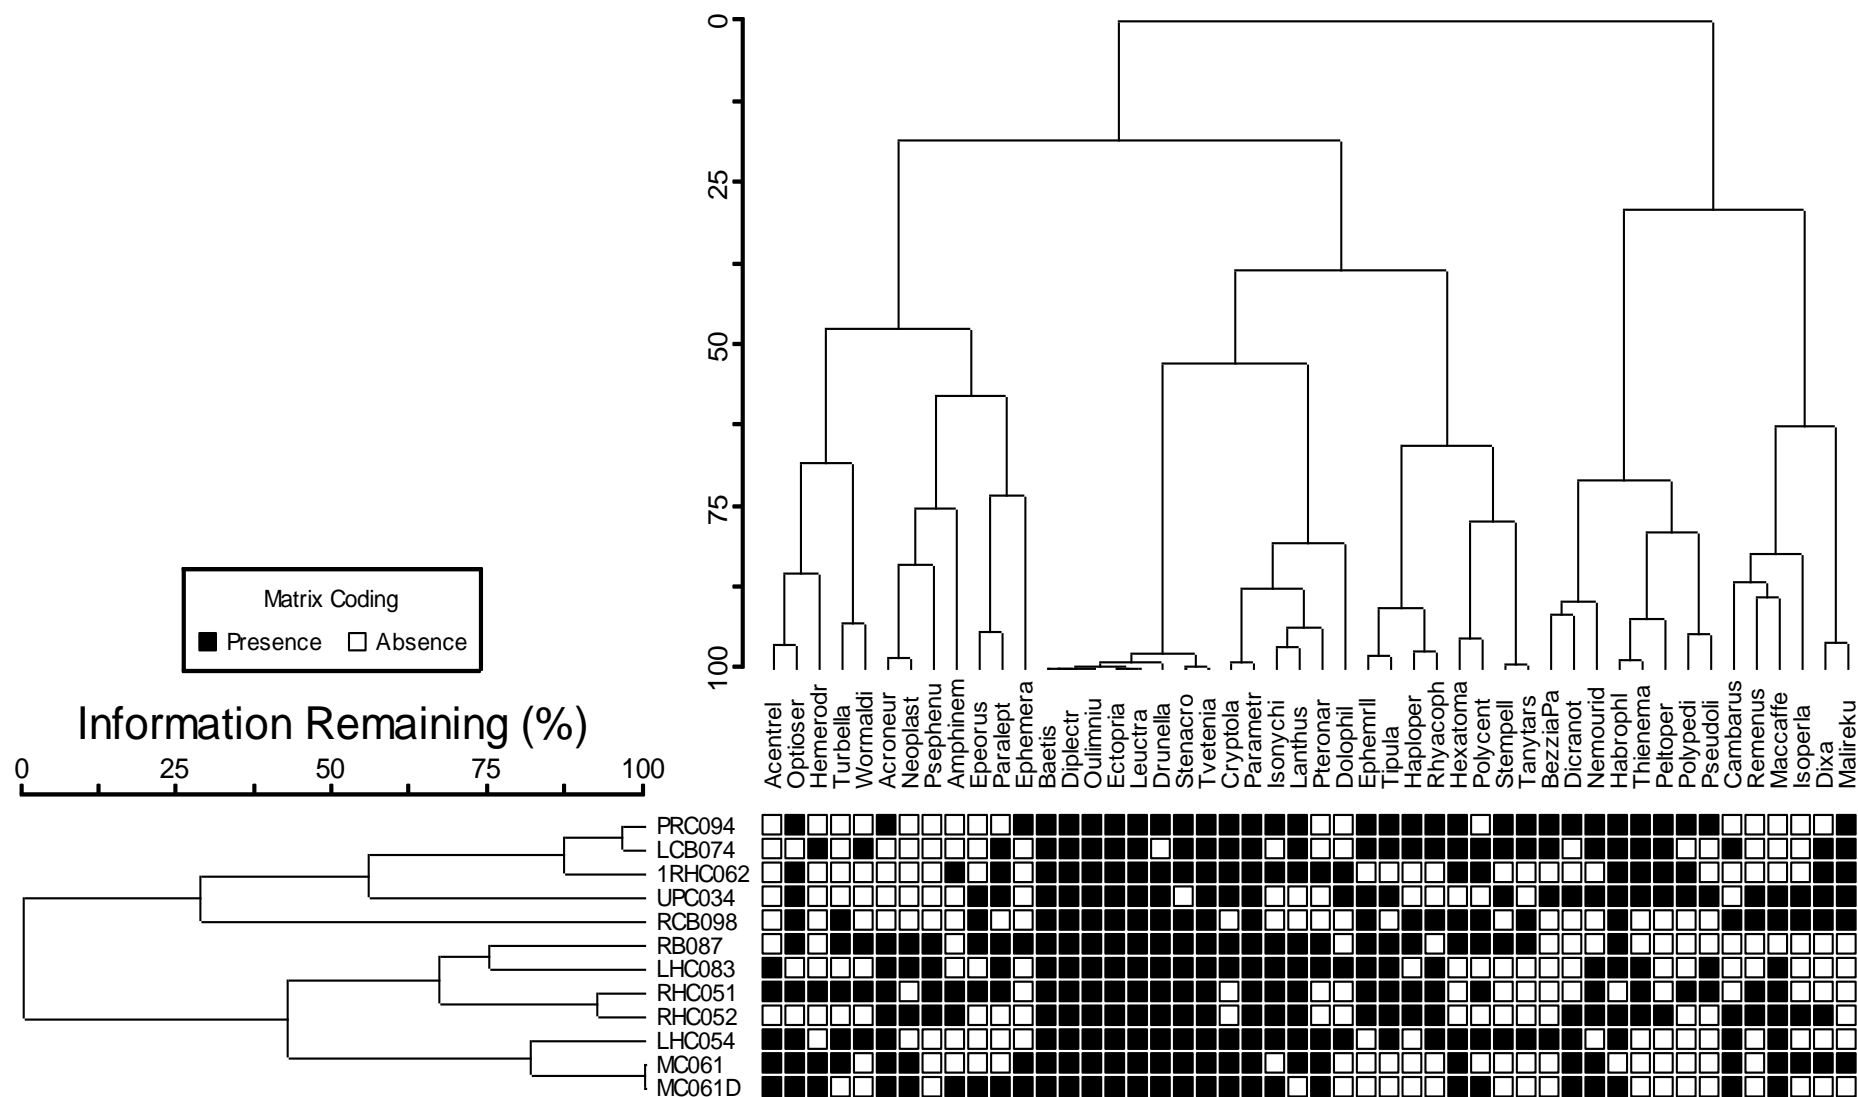 0
25
50
75
100
Matrix Coding
Presence Absence
Information Remaining (%)
0 25 50 75 100
Acentrel
Optioser
Hemerodr
Turbella
Wormaldi
Acroneur
Neoplast
Psephenu
Amphinem
Epeorus
Paralept
Ephemera
Baetis
Diplectr
Oulimniu
Ectopria
Leuctra
Drunella
Stenacro
Tvetenia
Cryptola
Parametr
Isonychi
Lanthus
Pteronar
Dolophil
Ephemrll
Tipula
Haploper
Rhyacoph
Hexatoma
Polycent
Stempell
Tanytars
BezziaPa
Dicranot
Nemourid
Habrophl
Thienema
Peltoper
Polypedi
Pseudoli
Cambarus
Remenus
Maccaffe
Isoperla
Dixa
Malireku
PRC094
LCB074
1RHC062
UPC034
RCB098
RB087
LHC083
RHC051
RHC052
LHC054
MC061
MC061D